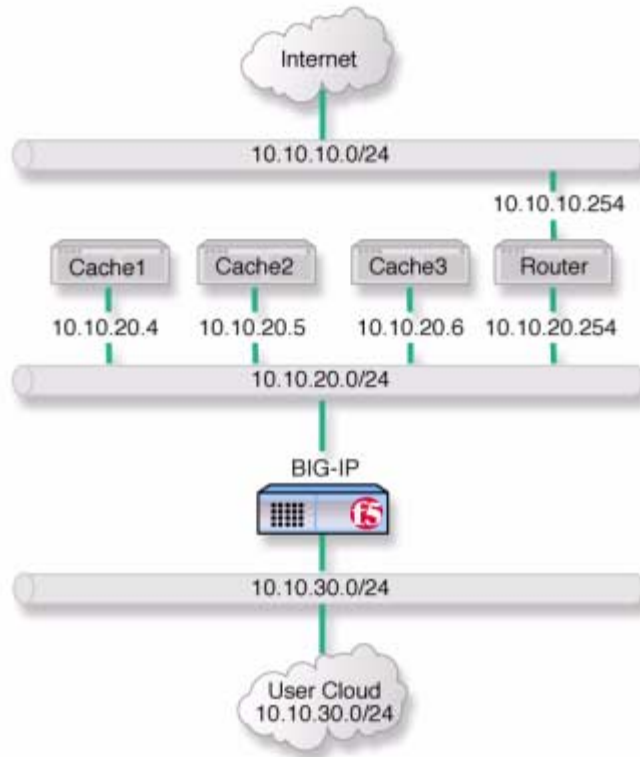 Internet
10.10.10.0/24
10.10.10.254
Cache1
Cache2
Cache3
Router
10.10.20.4
10.10.20.5
10.10.20.6
10.10.20.254
10.10.20.0/24
BIG-IP
f5
10.10.30.0/24
User Cloud
10.10.30.0/24